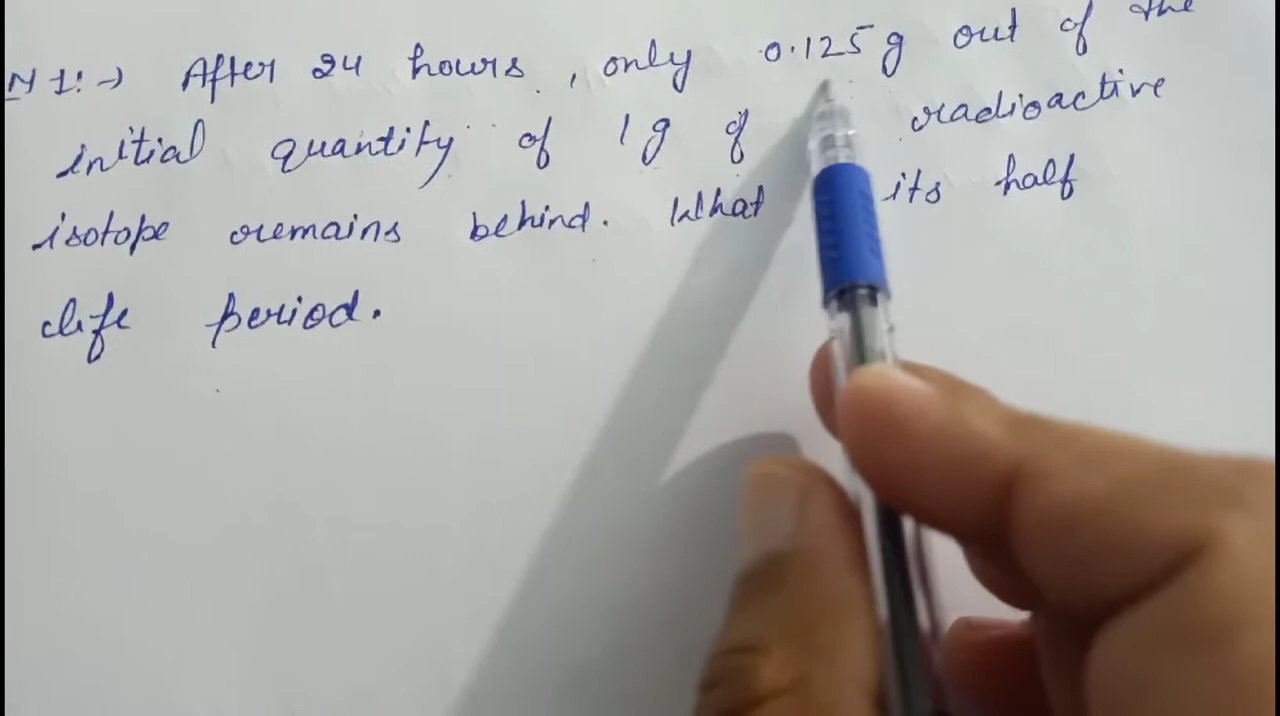 N 1:→ After 24 hours, only 0.125g out of the
initial quantity of 1g of radioactive
isotope remains behind. What its half
life period.